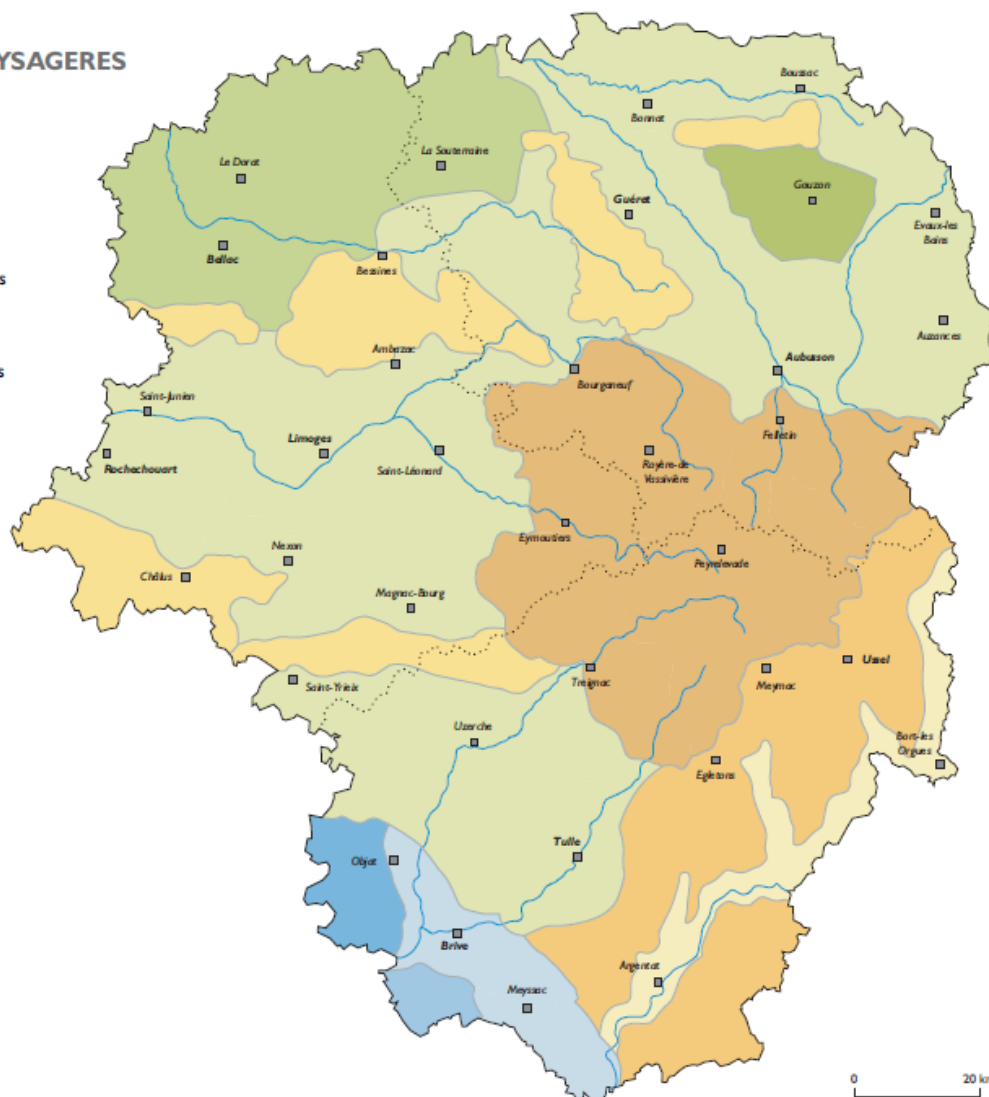 YSAGERES
Boussac
Bonnat
La Souterraine
Le Dorat
Gouzon
Guéret
Evaux-les
Bains
Bellac
Bessines
s
Auzances
Ambazac
Aubusson
s
Bourganeuf
Saint-Junien
Felletin
Limoges
Rochechouart
Saint-Léonard
Royère-de
Vassivière
Eymoutiers
Nexon
Peyrelevade
Châlus
Magnac-Bourg
Ussel
Treignac
Meymac
Saint-Yrieix
Uzerche
Bort-les
Orgues
Egletons
Tulle
Objat
Brive
Argentat
Meyssac
0 20 km